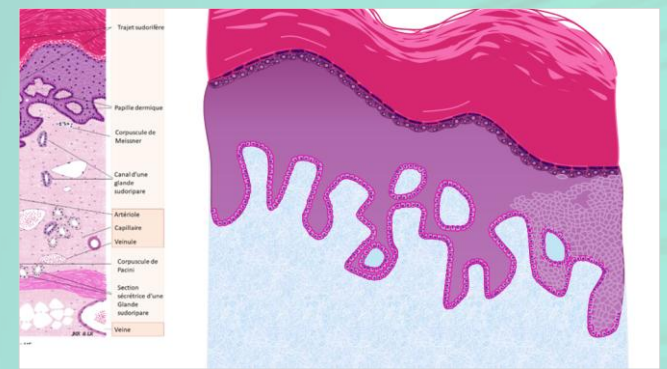 Trajet sudorifère
Papille dermique
Corpuscule de
Meissner
Canal d'une
glande
sudoripare
Artériole
Capillaire
Veinule
Corpuscule de
Pacini
Section
sécrétrice d'une
Glande
sudoripare
Veine